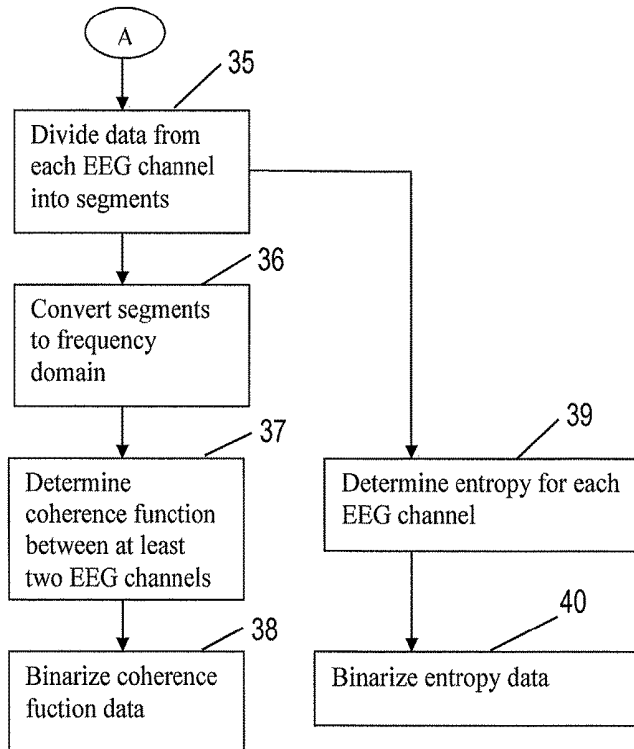 A
35
Divide data from
each EEG channel
into segments
36
Convert segments
to frequency
domain
37
Determine
coherence function
between at least
two EEG channels
38
Binarize coherence
fuction data
39
Determine entropy for each
EEG channel
40
Binarize entropy data